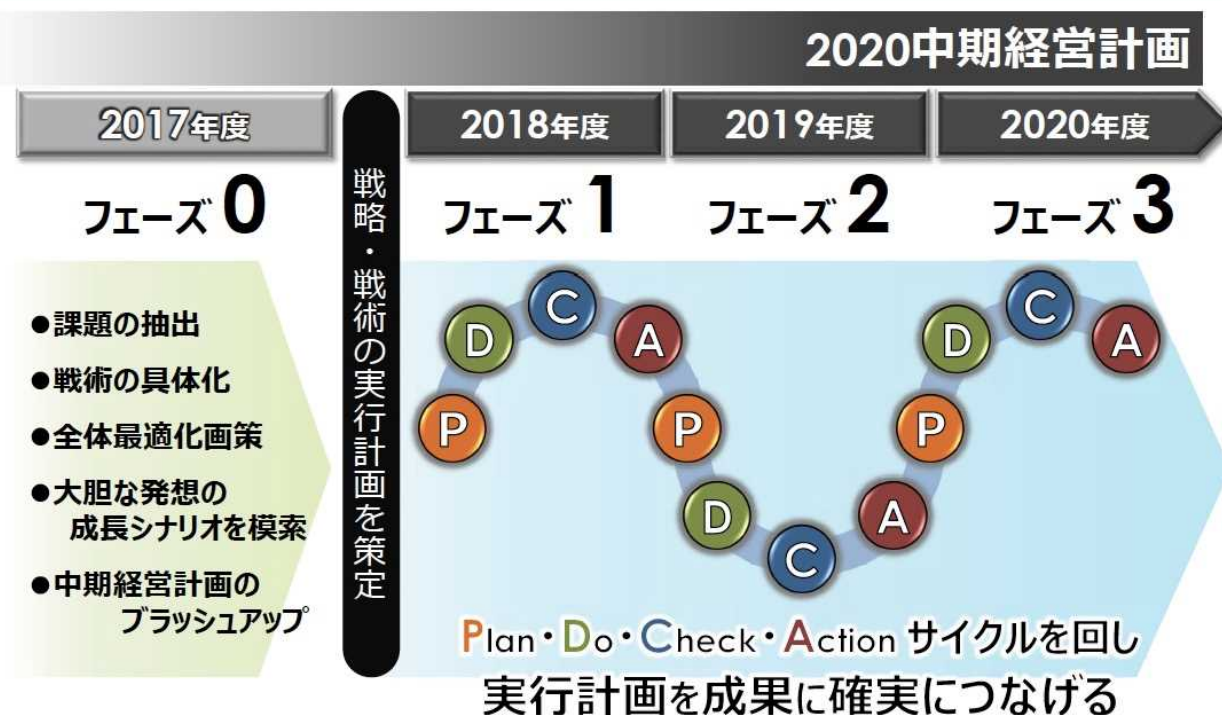 2020中期経営計画
2017年度
2018年度
2019年度
2020年度
フェーズ 0
フェーズ 1
フェーズ 2
フェーズ 3
●課題の抽出
●戦術の具体化
●全体最適化画策
●大胆な発想の
成長シナリオを模索
●中期経営計画の
ブラッシュアップ
戦略・戦術の実行計画を策定
P
D
C
A
P
D
C
A
P
D
C
A
Plan・Do・Check・Action サイクルを回し
実行計画を成果に確実につなげる